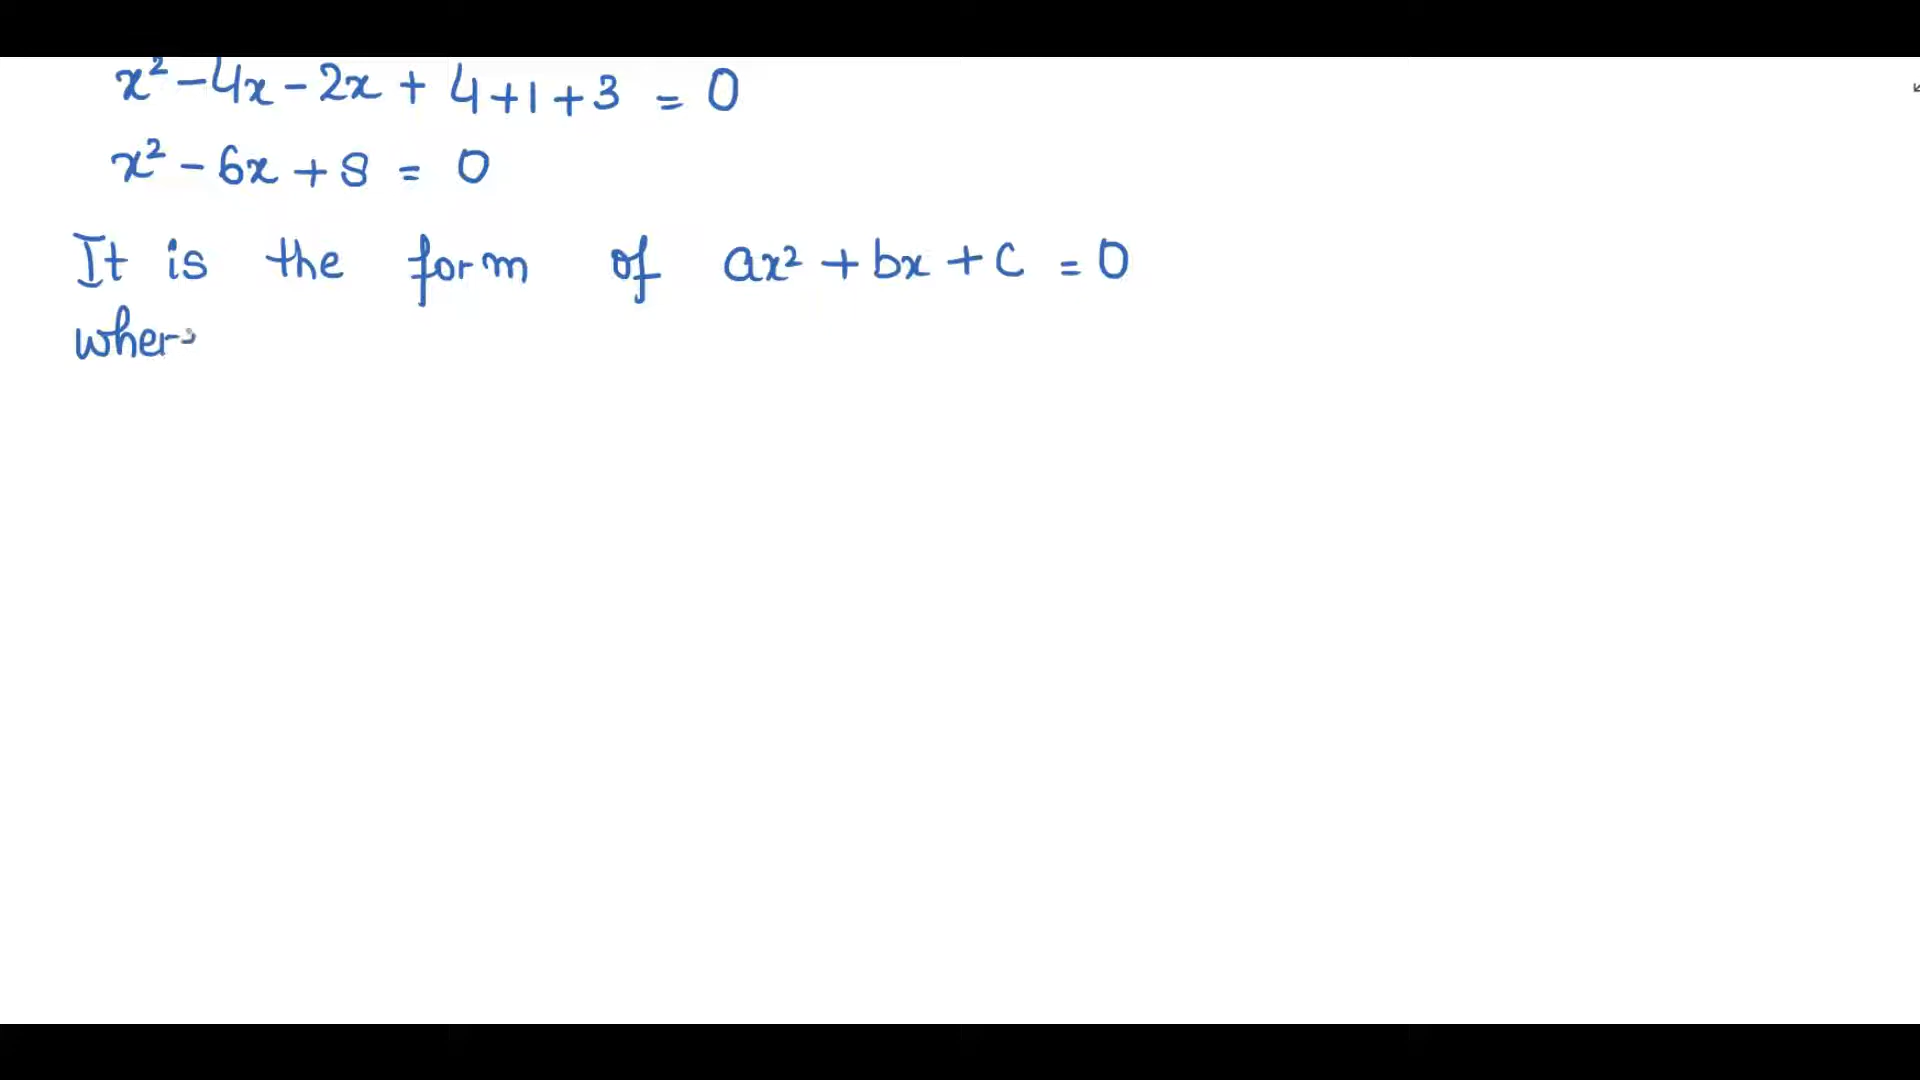 x² - 4x - 2x + 4 + 1 + 3 = 0
x² - 6x + 8 = 0
It is the form of ax² + bx + c = 0
wher